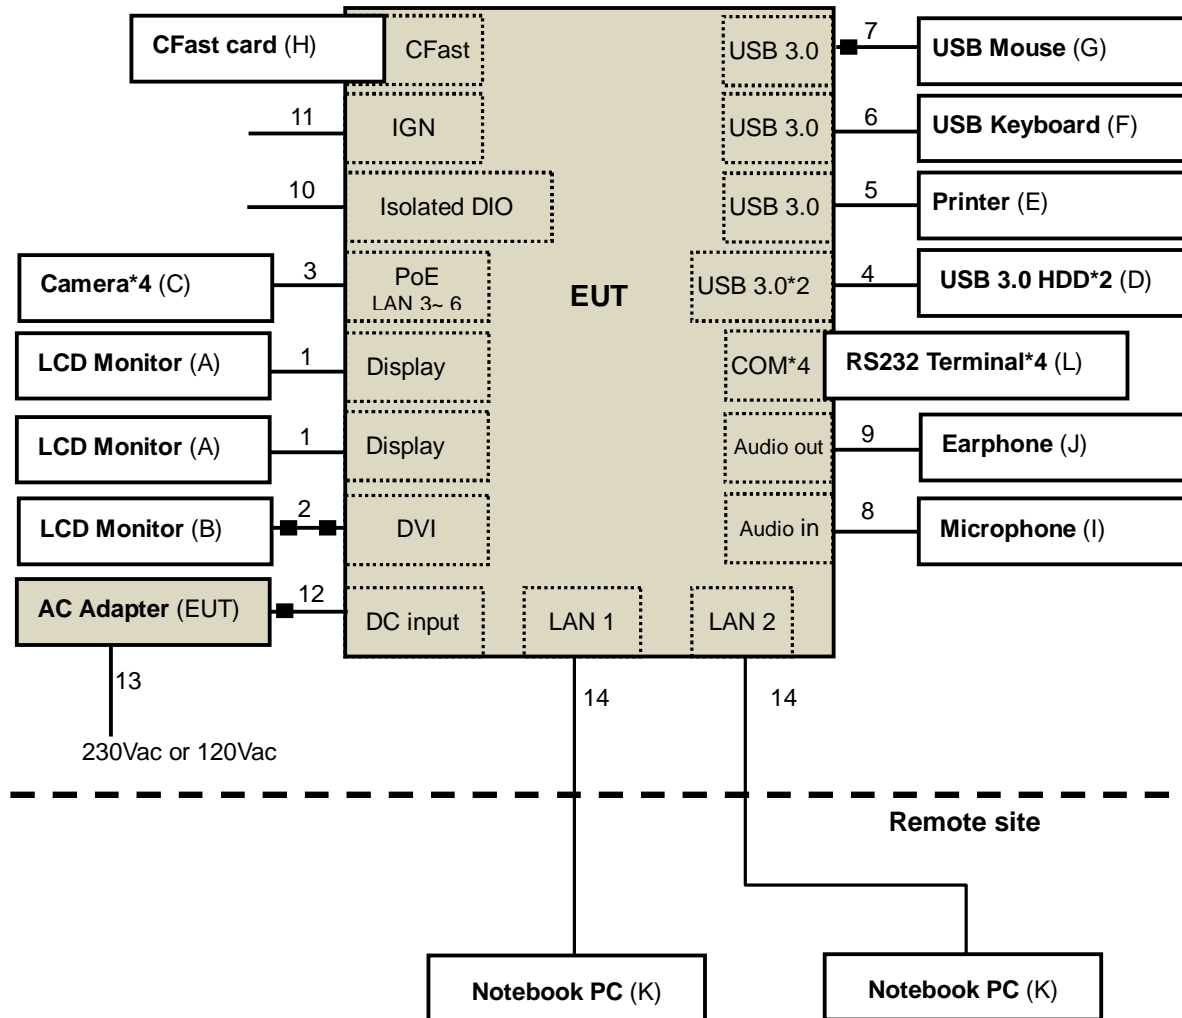 CFast card (H)
CFast
USB 3.0
7
USB Mouse (G)
11
IGN
USB 3.0
6
USB Keyboard (F)
10
Isolated DIO
USB 3.0
5
Printer (E)
Camera*4 (C)
3
PoE
LAN 3~ 6
EUT
USB 3.0*2
4
USB 3.0 HDD*2 (D)
LCD Monitor (A)
1
Display
COM*4
RS232 Terminal*4 (L)
LCD Monitor (A)
1
Display
Audio out
9
Earphone (J)
LCD Monitor (B)
2
DVI
Audio in
8
Microphone (I)
AC Adapter (EUT)
12
DC input
LAN 1
LAN 2
13
14
14
230Vac or 120Vac
Remote site
Notebook PC (K)
Notebook PC (K)